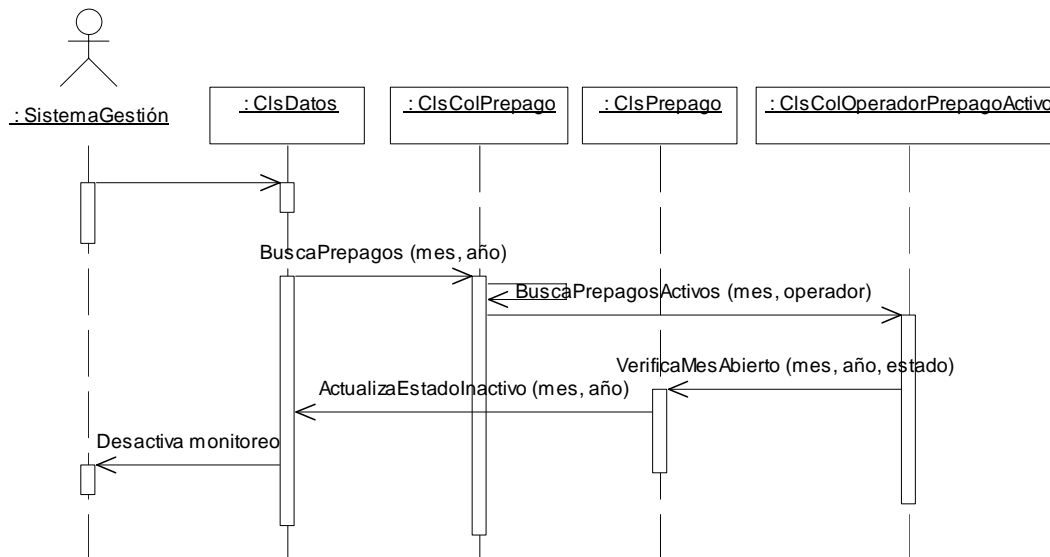 : SistemaGestión
: ClsDatos
: ClsColPrepago
: ClsPrepago
: ClsColOperadorPrepagoActivo
BuscaPrepagos (mes, año)
BuscaPrepagosActivos (mes, operador)
VerificaMesAbierto (mes, año, estado)
ActualizaEstadoInactivo (mes, año)
Desactiva monitoreo